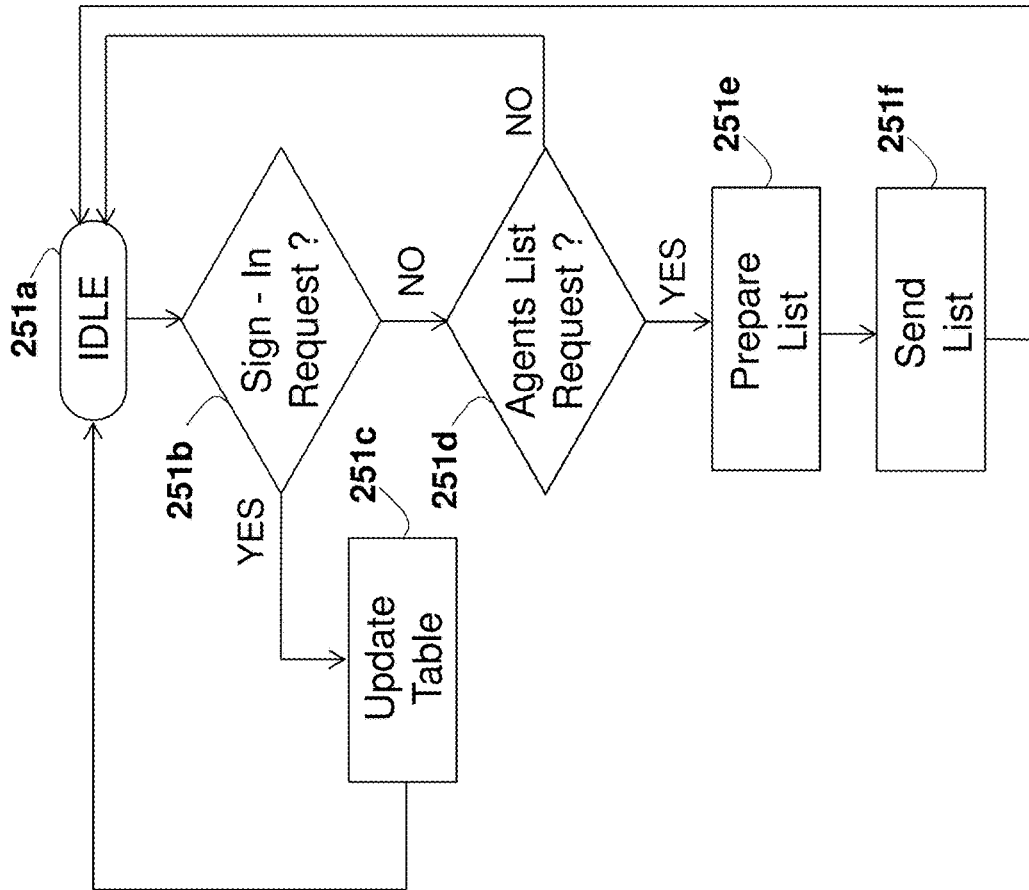 251a
IDLE
251b
Sign - In
Request ?
YES
NO
251c
Update
Table
251d
Agents List
Request ?
NO
YES
251e
Prepare
List
251f
Send
List